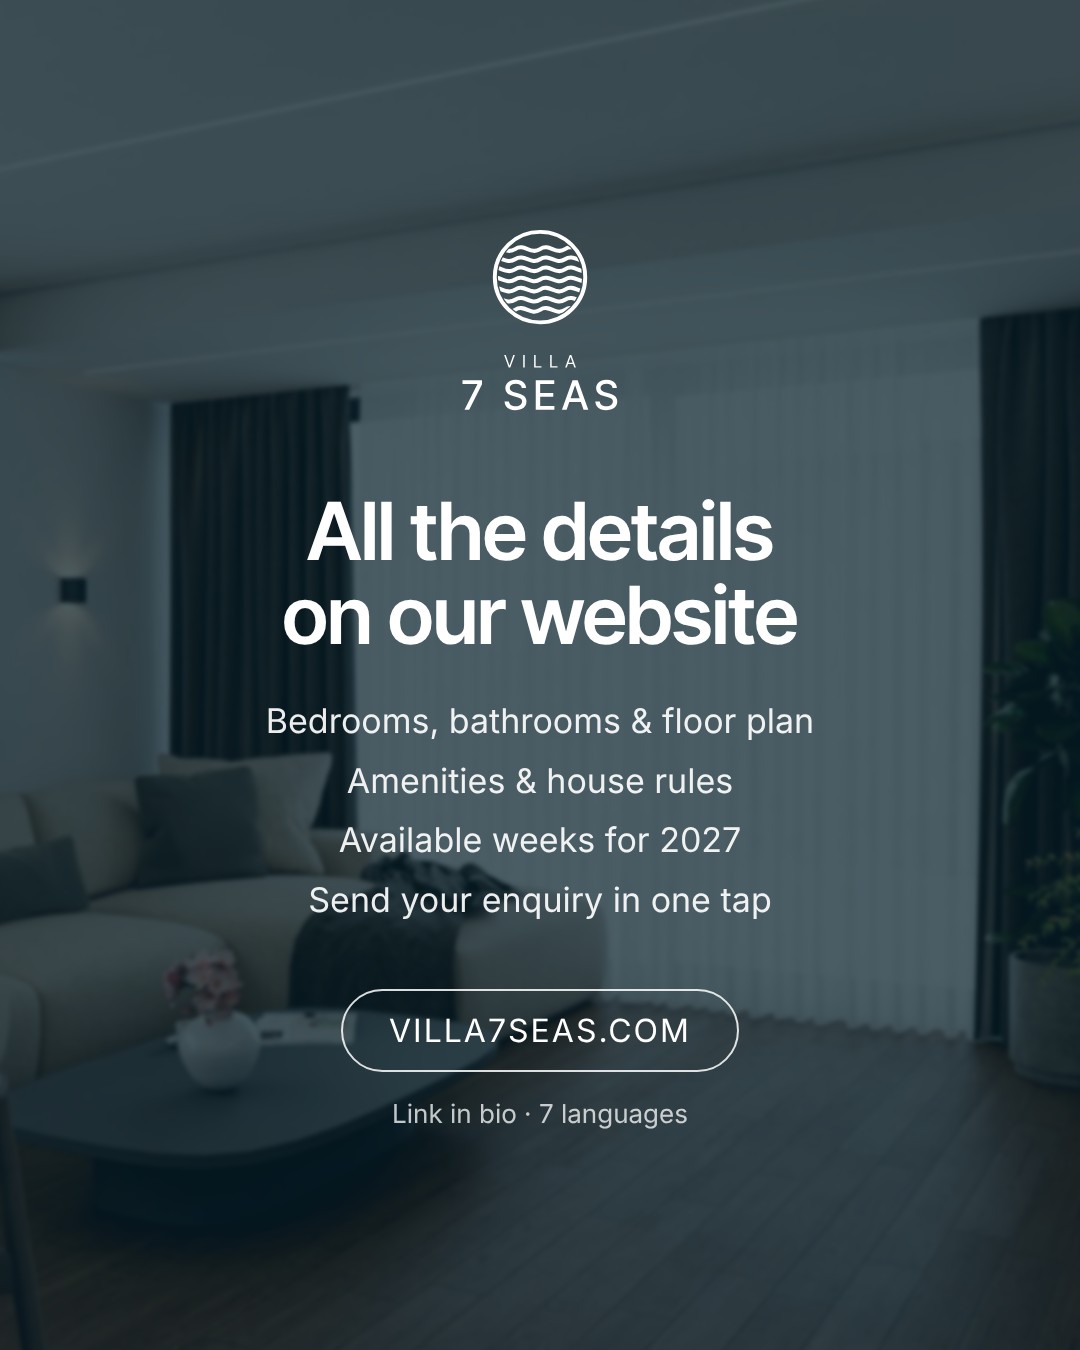 VILLA
7 SEAS
All the details
on our website
Bedrooms, bathrooms & floor plan
Amenities & house rules
Available weeks for 2027
Send your enquiry in one tap
VILLA7SEAS.COM
Link in bio · 7 languages